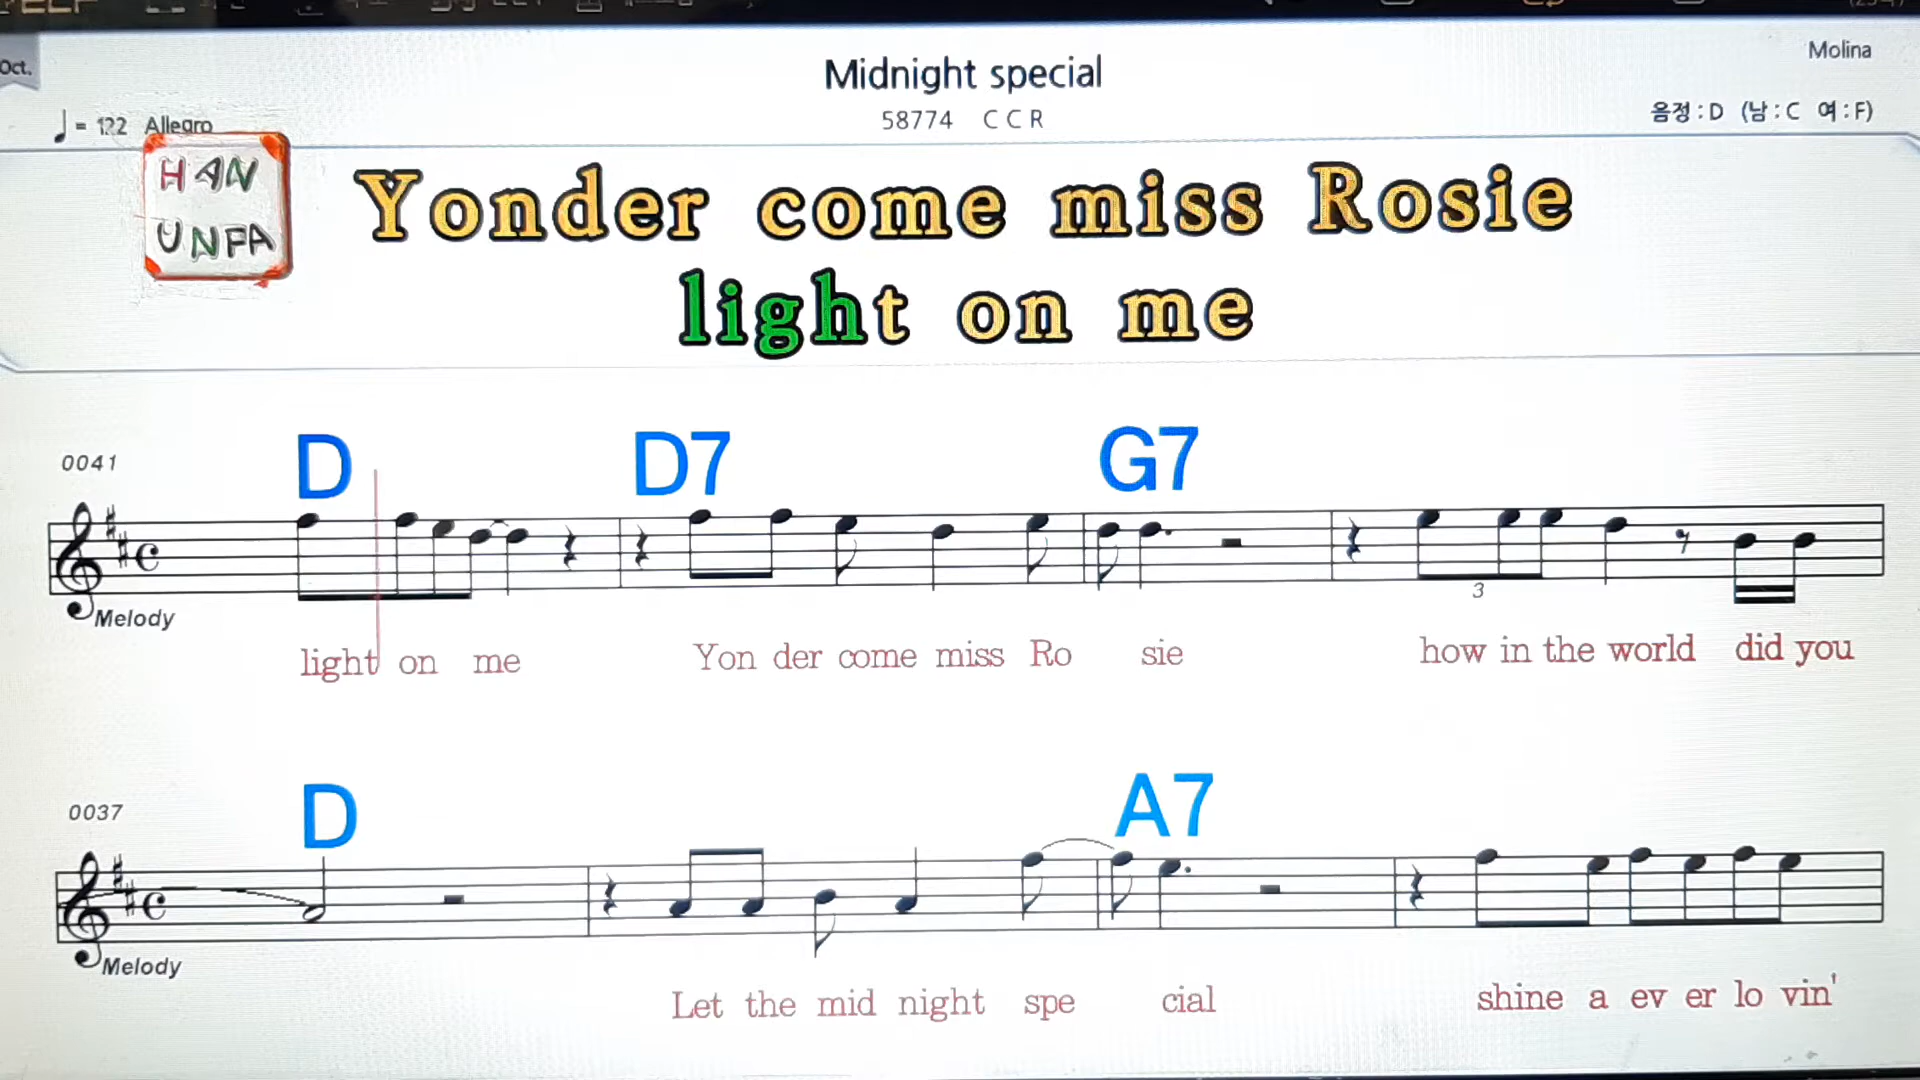 Oct.
Midnight special
Molina
58774 C C R
음정 : D (남 : C 여 : F)
= 122 Allegro
HAN
UNFA
Yonder come miss Rosie
light on me
D D7 G7
0041
3
Melody
light on me Yon der come miss Ro sie how in the world did you
D A7
0037
Melody
Let the mid night spe cial shine a ev er lo vin'